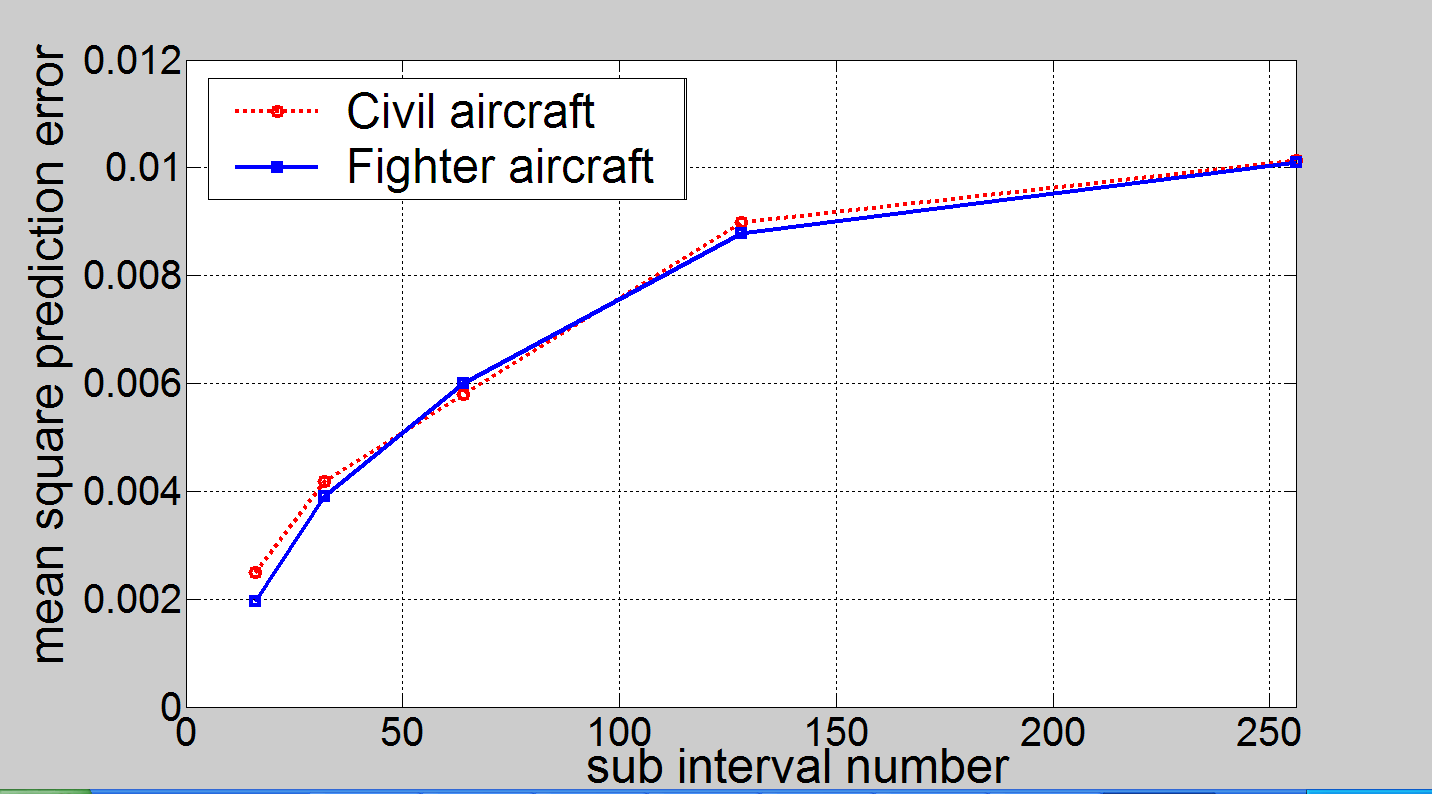 mean square prediction error
0.012
0.01
0.008
0.006
0.004
0.002
0
Civil aircraft
Fighter aircraft
0 50 100 150 200 250
sub interval number